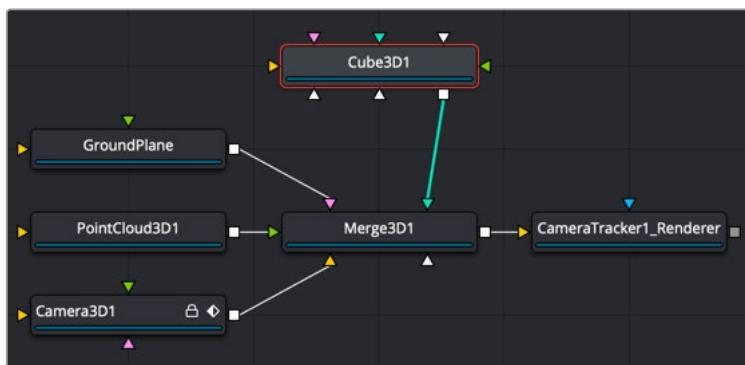 Cube3D1
GroundPlane
PointCloud3D1
Merge3D1
CameraTracker1_Renderer
Camera3D1